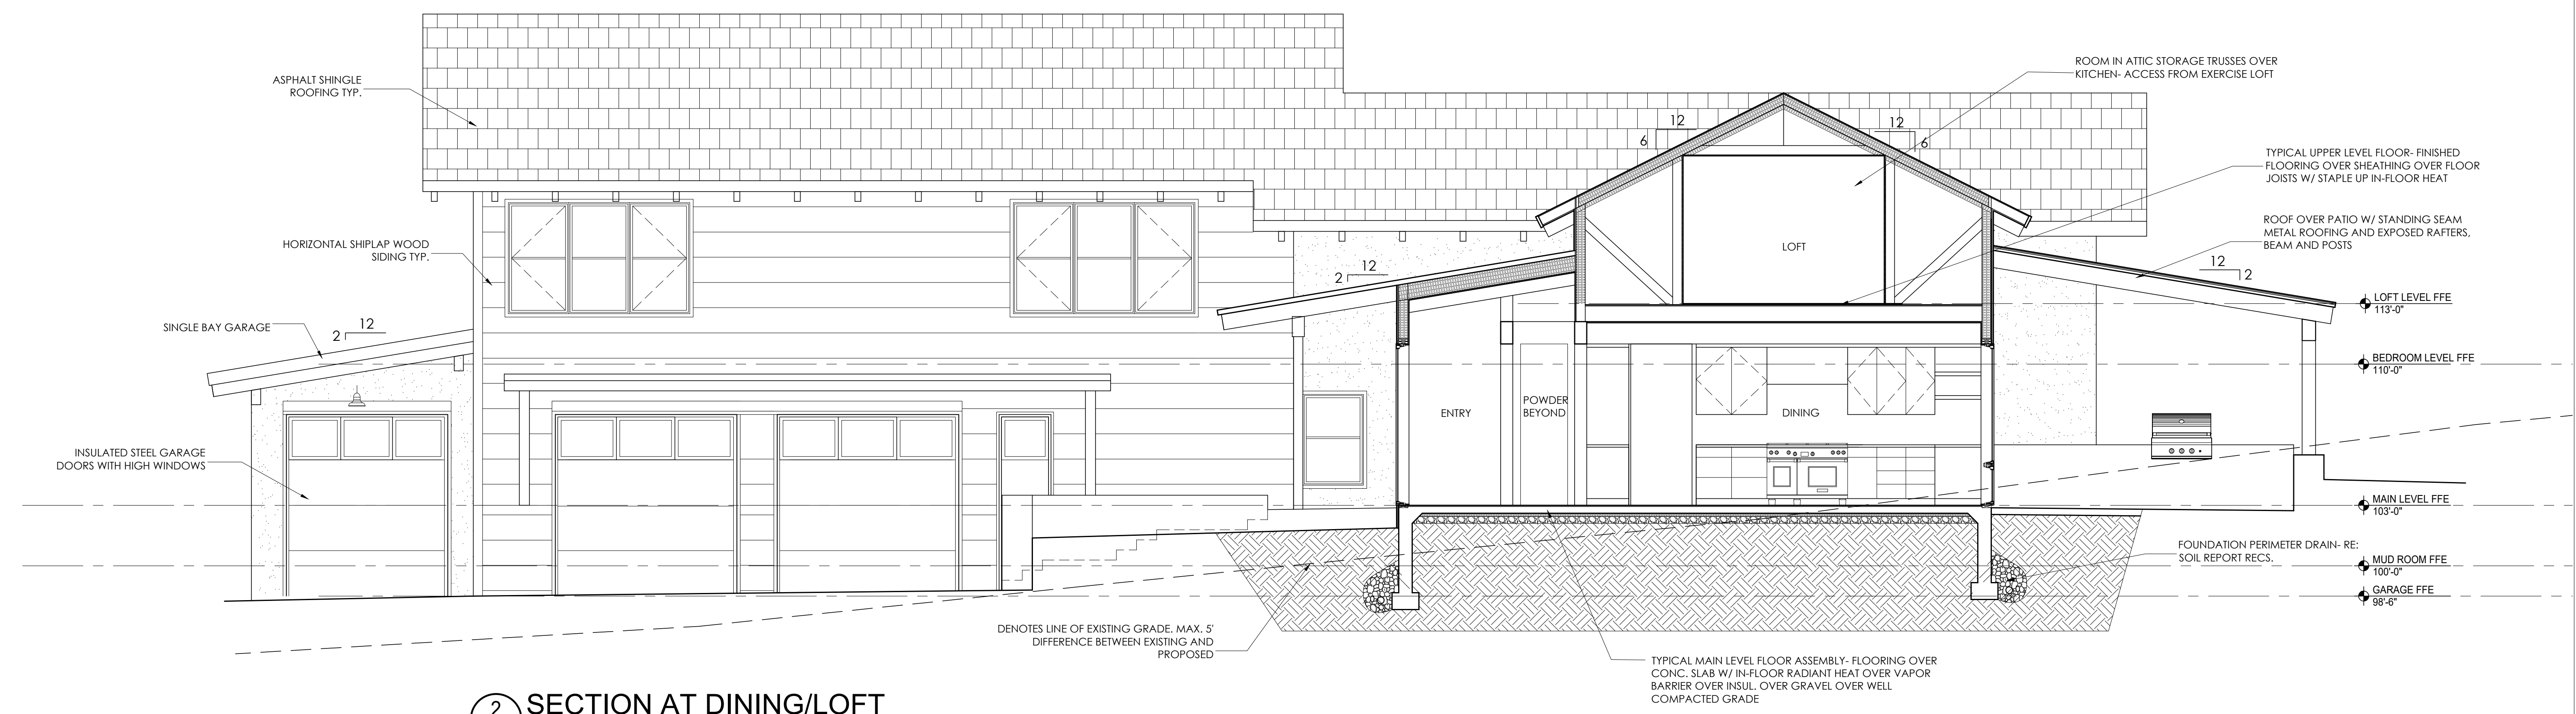 ASPHALT SHINGLE
ROOFING TYP.
HORIZONTAL SHIPLAP WOOD
SIDING TYP.
SINGLE BAY GARAGE
12
2
INSULATED STEEL GARAGE
DOORS WITH HIGH WINDOWS
12
2
12
6
12
6
LOFT
ENTRY
POWDER
BEYOND
DINING
12
2
ROOM IN ATTIC STORAGE TRUSSES OVER
KITCHEN- ACCESS FROM EXERCISE LOFT
TYPICAL UPPER LEVEL FLOOR- FINISHED
FLOORING OVER SHEATHING OVER FLOOR
JOISTS W/ STAPLE UP IN-FLOOR HEAT
ROOF OVER PATIO W/ STANDING SEAM
METAL ROOFING AND EXPOSED RAFTERS,
BEAM AND POSTS
LOFT LEVEL FFE
113'-0"
BEDROOM LEVEL FFE
110'-0"
MAIN LEVEL FFE
103'-0"
FOUNDATION PERIMETER DRAIN- RE:
SOIL REPORT RECS.
MUD ROOM FFE
100'-0"
GARAGE FFE
98'-6"
DENOTES LINE OF EXISTING GRADE. MAX. 5'
DIFFERENCE BETWEEN EXISTING AND
PROPOSED
TYPICAL MAIN LEVEL FLOOR ASSEMBLY- FLOORING OVER
CONC. SLAB W/ IN-FLOOR RADIANT HEAT OVER VAPOR
BARRIER OVER INSUL. OVER GRAVEL OVER WELL
COMPACTED GRADE
2
SECTION AT DINING/LOFT